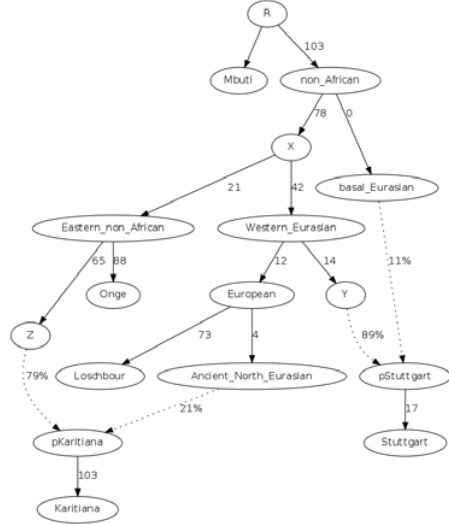 R
103
Mbuti
non_African
78
0
X
21
42
basal_Eurasian
Eastern_non_African
Western_Eurasian
65
88
12
14
11%
Onge
European
Y
Z
73
4
89%
79%
Loschbour
Ancient_North_Eurasian
pStuttgart
21%
17
pKaritiana
Stuttgart
103
Karitiana